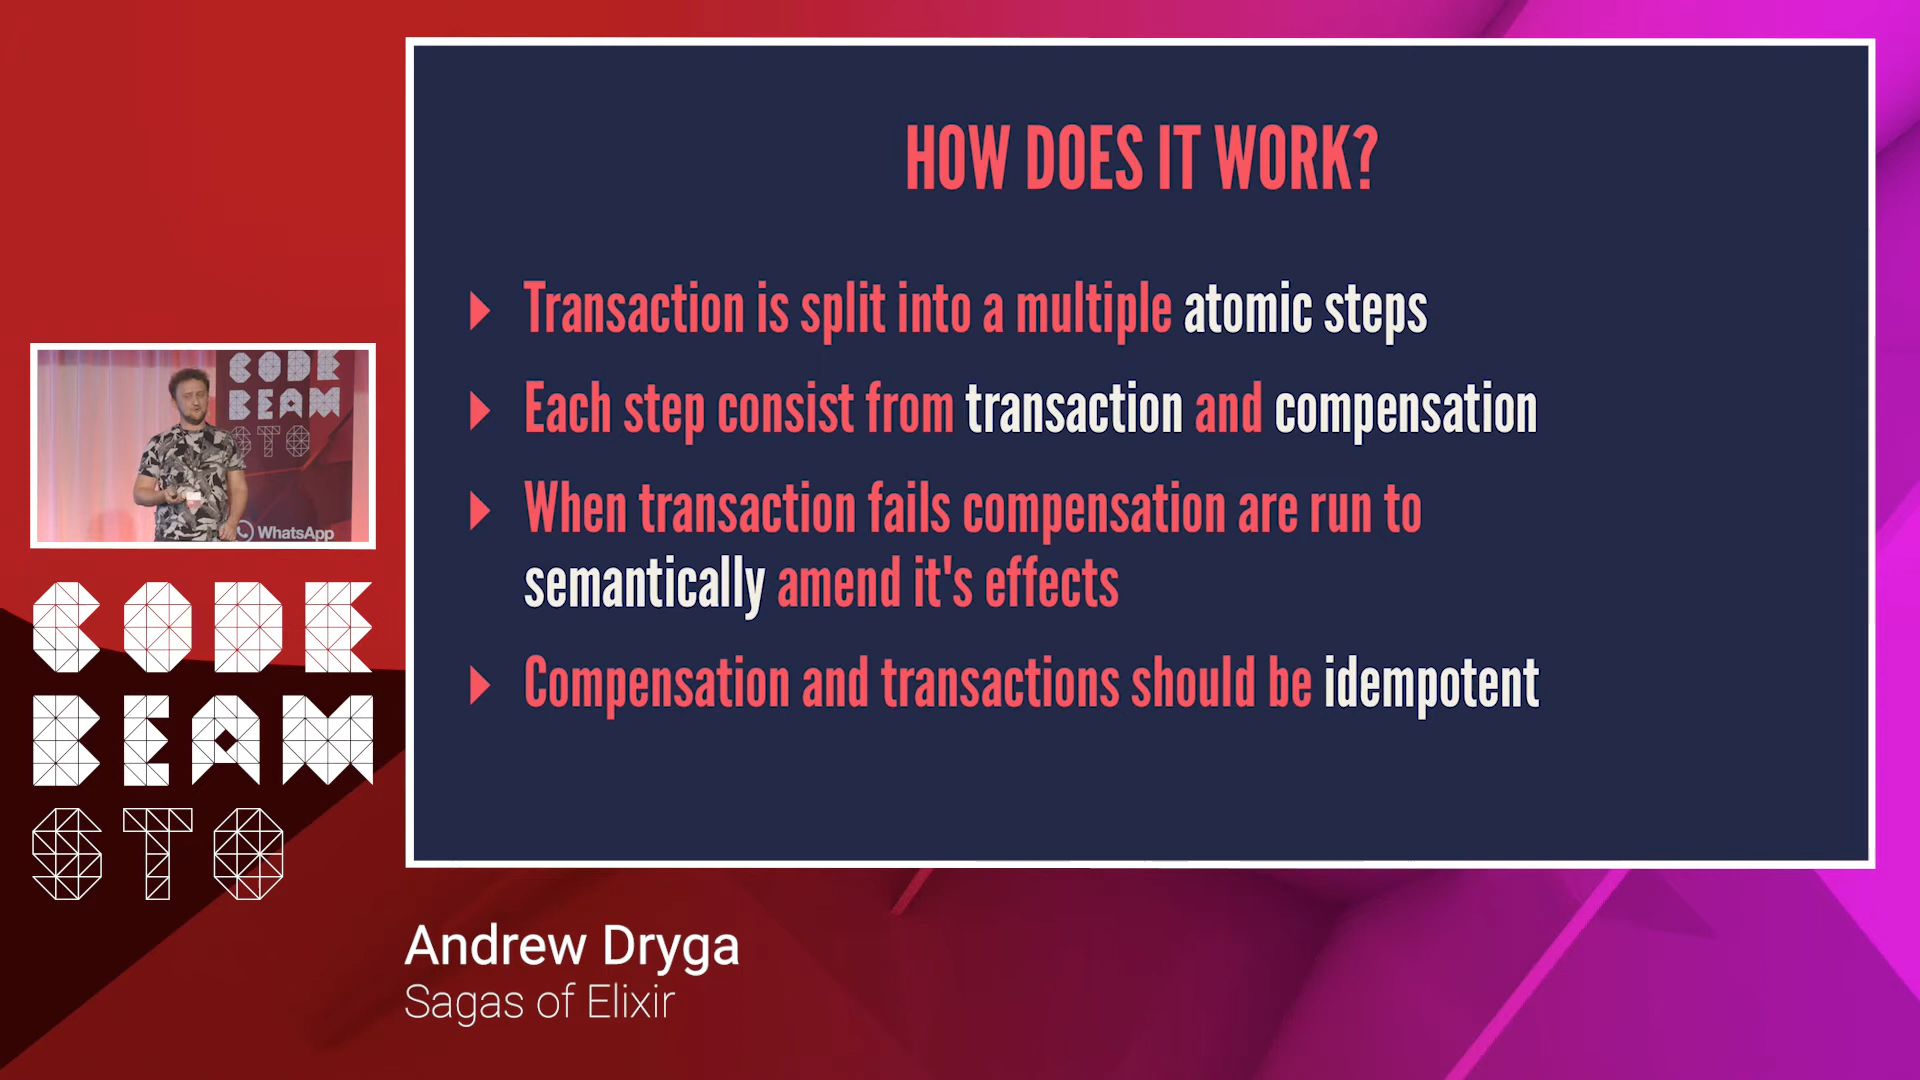 HOW DOES IT WORK?
Transaction is split into a multiple atomic steps
Each step consist from transaction and compensation
When transaction fails compensation are run to
semantically amend it's effects
Compensation and transactions should be idempotent
CODE
BEAM
STO
WhatsApp
CODE
BEAM
STO
Andrew Dryga
Sagas of Elixir